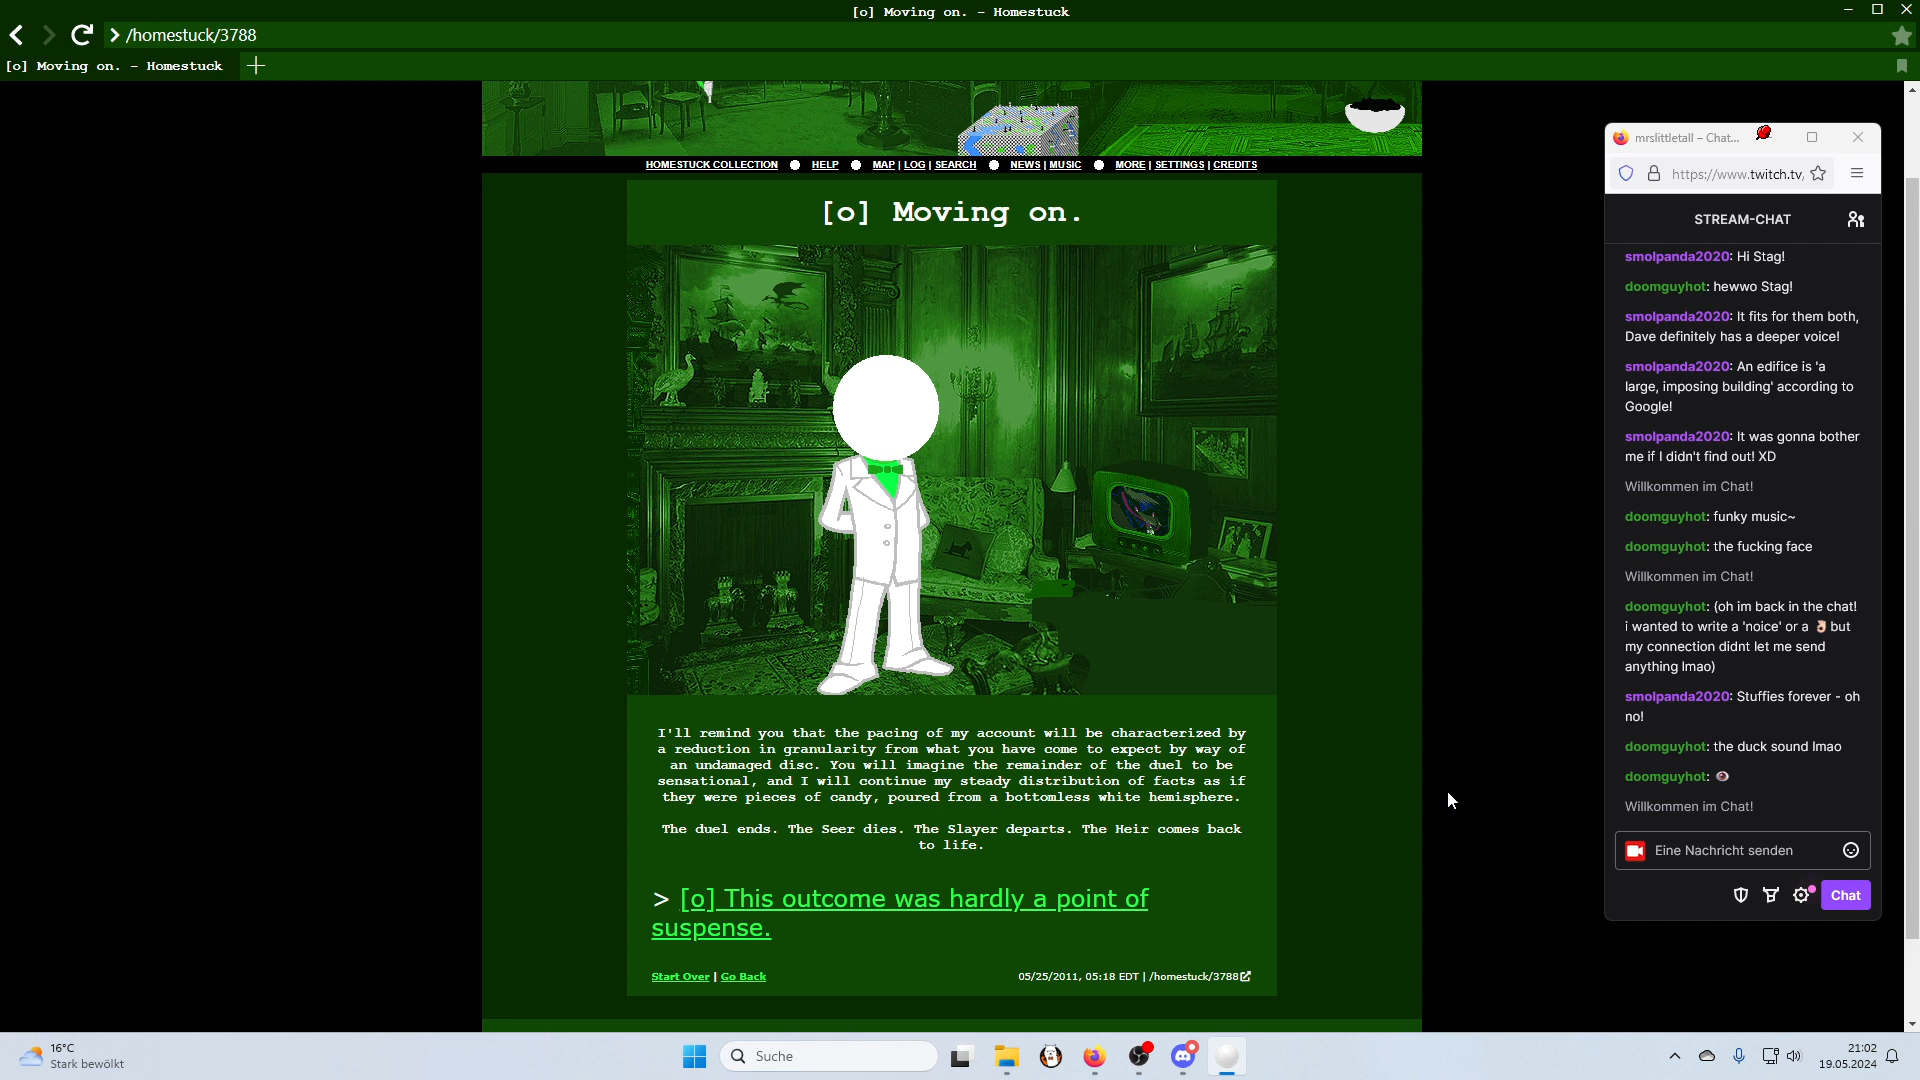 [o] Moving on. – Homestuck
/homestuck/3788
[o] Moving on. – Homestuck
HOMESTUCK COLLECTION HELP MAP | LOG | SEARCH NEWS | MUSIC MORE | SETTINGS | CREDITS
[o] Moving on.
I'll remind you that the pacing of my account will be characterized by
a reduction in granularity from what you have come to expect by way of
an undamaged disc. You will imagine the remainder of the duel to be
sensational, and I will continue my steady distribution of facts as if
they were pieces of candy, poured from a bottomless white hemisphere.
The duel ends. The Seer dies. The Slayer departs. The Heir comes back
to life.
> [o] This outcome was hardly a point of
suspense.
Start Over | Go Back
05/25/2011, 05:18 EDT | /homestuck/3788
mrslittletall – Chat...
https://www.twitch.tv/
STREAM-CHAT
smolpanda2020: Hi Stag!
doomguyhot: hewwo Stag!
smolpanda2020: It fits for them both,
Dave definitely has a deeper voice!
smolpanda2020: An edifice is 'a
large, imposing building' according to
Google!
smolpanda2020: It was gonna bother
me if I didn't find out! XD
Willkommen im Chat!
doomguyhot: funky music~
doomguyhot: the fucking face
Willkommen im Chat!
doomguyhot: (oh im back in the chat!
i wanted to write a 'noice' or a 👌 but
my connection didnt let me send
anything lmao)
smolpanda2020: Stuffies forever - oh
no!
doomguyhot: the duck sound lmao
doomguyhot: 👁
Willkommen im Chat!
Eine Nachricht senden
Chat
16°C
Stark bewölkt
Suche
21:02
19.05.2024